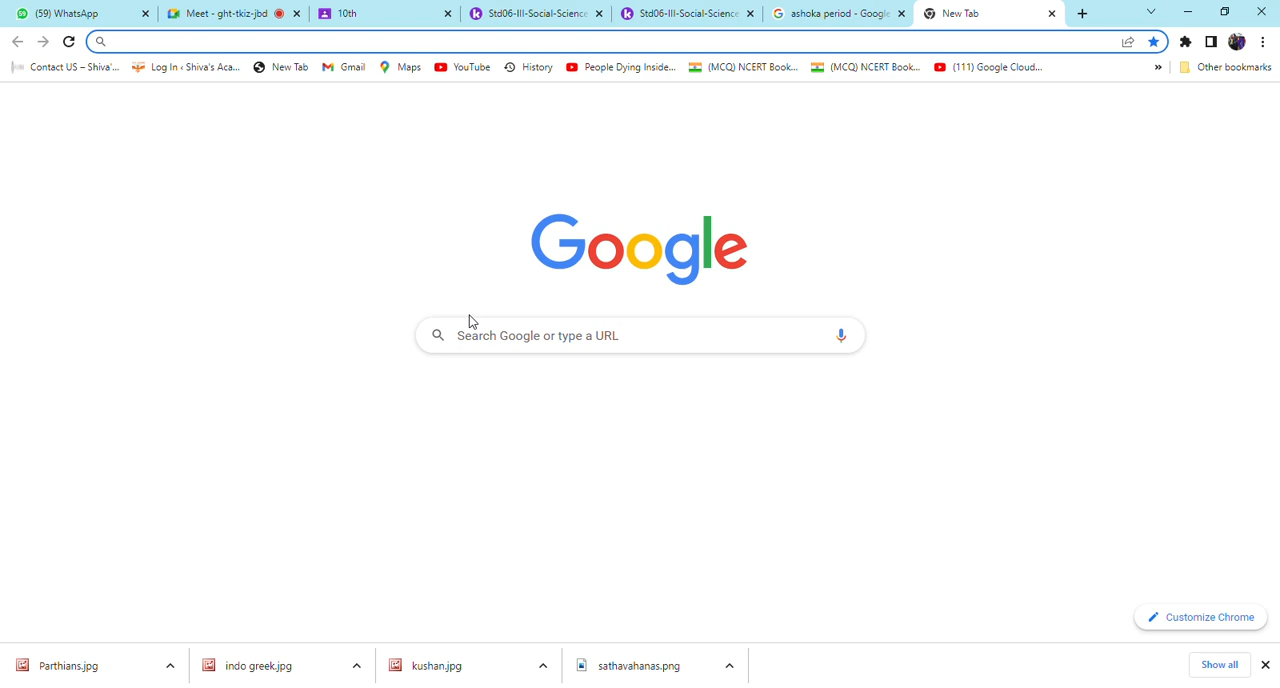 (59) WhatsApp Meet - ght-tkiz-jbd 10th Std06-III-Social-Science Std06-III-Social-Science ashoka period - Google New Tab
Contact US – Shiva'... Log In ‹ Shiva's Aca... New Tab Gmail Maps YouTube History People Dying Inside... (MCQ) NCERT Book... (MCQ) NCERT Book... (111) Google Cloud... » Other bookmarks
Google
Search Google or type a URL
Customize Chrome
Parthians.jpg indo greek.jpg kushan.jpg sathavahanas.png Show all